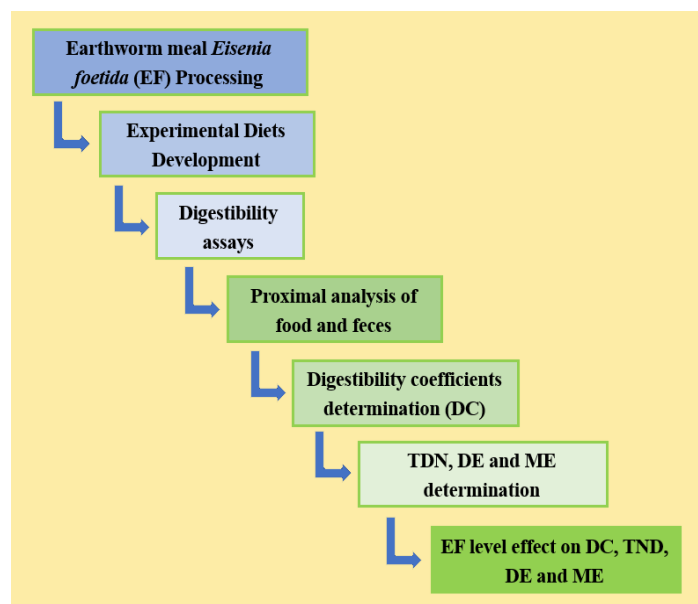 Earthworm meal Eisenia
foetida (EF) Processing
Experimental Diets
Development
Digestibility
assays
Proximal analysis of
food and feces
Digestibility coefficients
determination (DC)
TDN, DE and ME
determination
EF level effect on DC, TND,
DE and ME